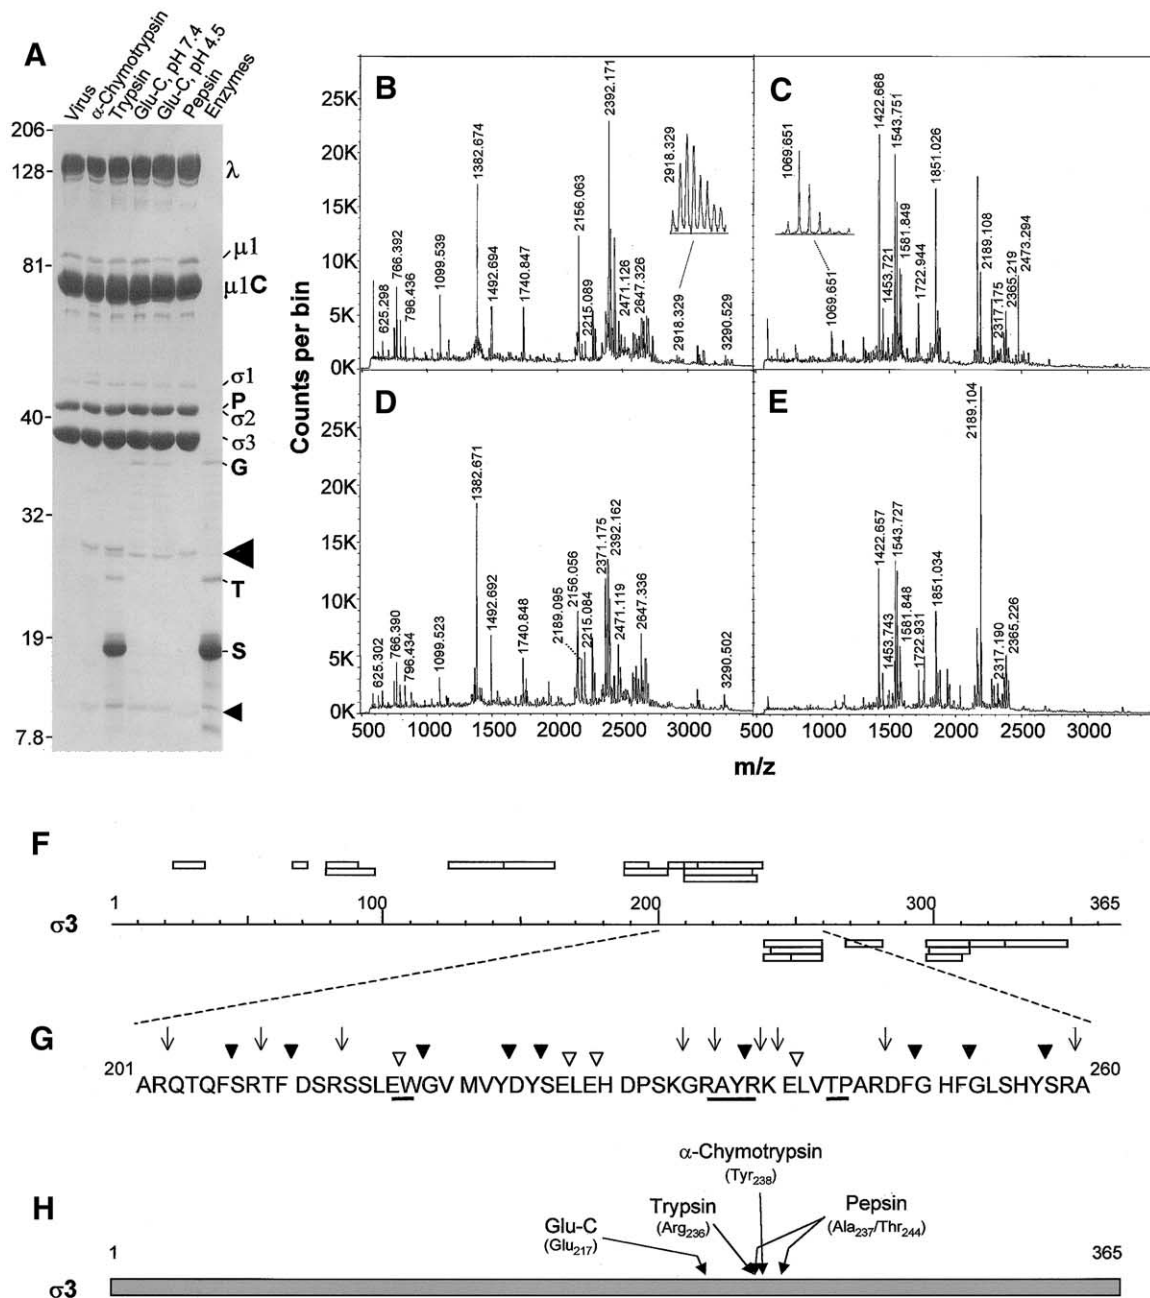 A
Virus
α-Chymotrypsin
Trypsin
Glu-C, pH 7.4
Glu-C, pH 4.5
Pepsin
Enzymes
206
128
81
40
32
19
7.8
λ
μ1
μ1C
σ1
P
σ2
σ3
G
T
S
B
Counts per bin
25K
20K
15K
10K
5K
0K
625.298
766.392
796.436
1099.539
1382.674
1492.694
1740.847
2156.063
2215.089
2392.171
2471.126
2647.326
2918.329
2918.329
3290.529
C
1069.651
1069.651
1422.668
1453.721
1543.751
1581.849
1722.944
1851.026
2189.108
2317.175
2365.219
2473.294
D
25K
20K
15K
10K
5K
0K
625.302
766.390
796.434
1099.523
1382.671
1492.692
1740.848
2189.095
2156.056
2215.084
2371.175
2392.162
2471.119
2647.336
3290.502
500 1000 1500 2000 2500 3000
E
1422.657
1453.743
1543.727
1581.848
1722.931
1851.034
2189.104
2317.190
2365.226
500 1000 1500 2000 2500 3000
m/z
F
σ3
1 100 200 300 365
G
201 ARQTQFSRTF DSRSSLEWGV MVYDYSELEH DPSKGRAYRK ELVTPARDFG HFGLSHYSRA 260
H
α-Chymotrypsin
(Tyr238)
Trypsin
(Arg236)
Pepsin
(Ala237/Thr244)
Glu-C
(Glu217)
1 365
σ3